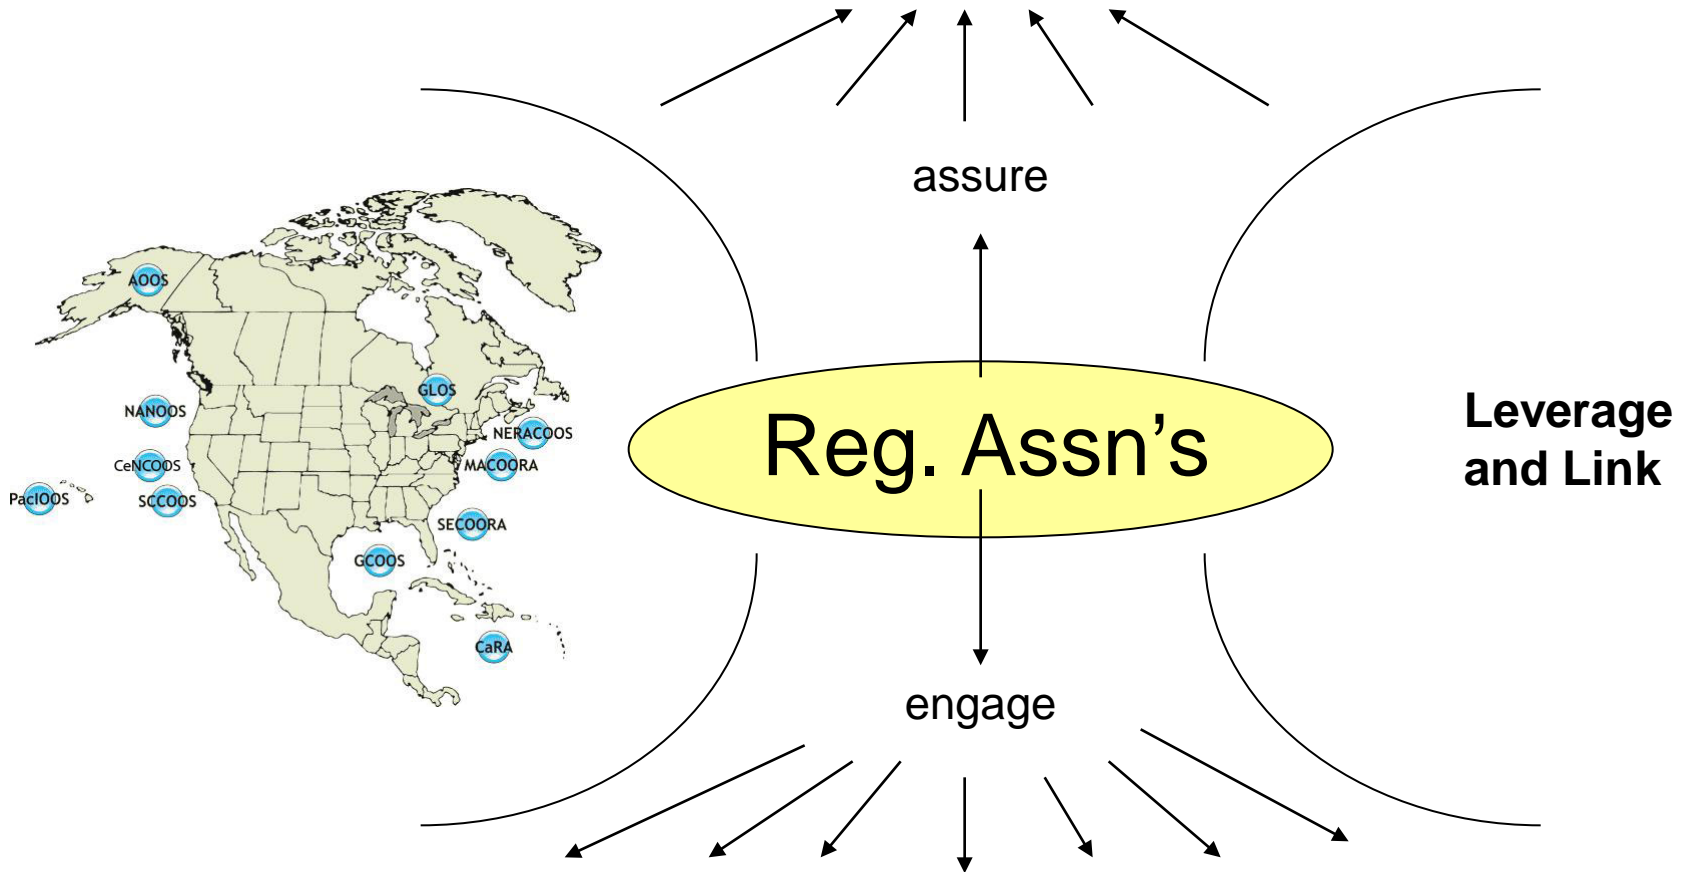 assure
AOOS
GLOS
NANOOS
NERACOOS
CeNCOOS
MACOORA
PacIOOS
SCCOOS
SECOORA
GCOOS
CaRA
Reg. Assn's
Leverage
and Link
engage